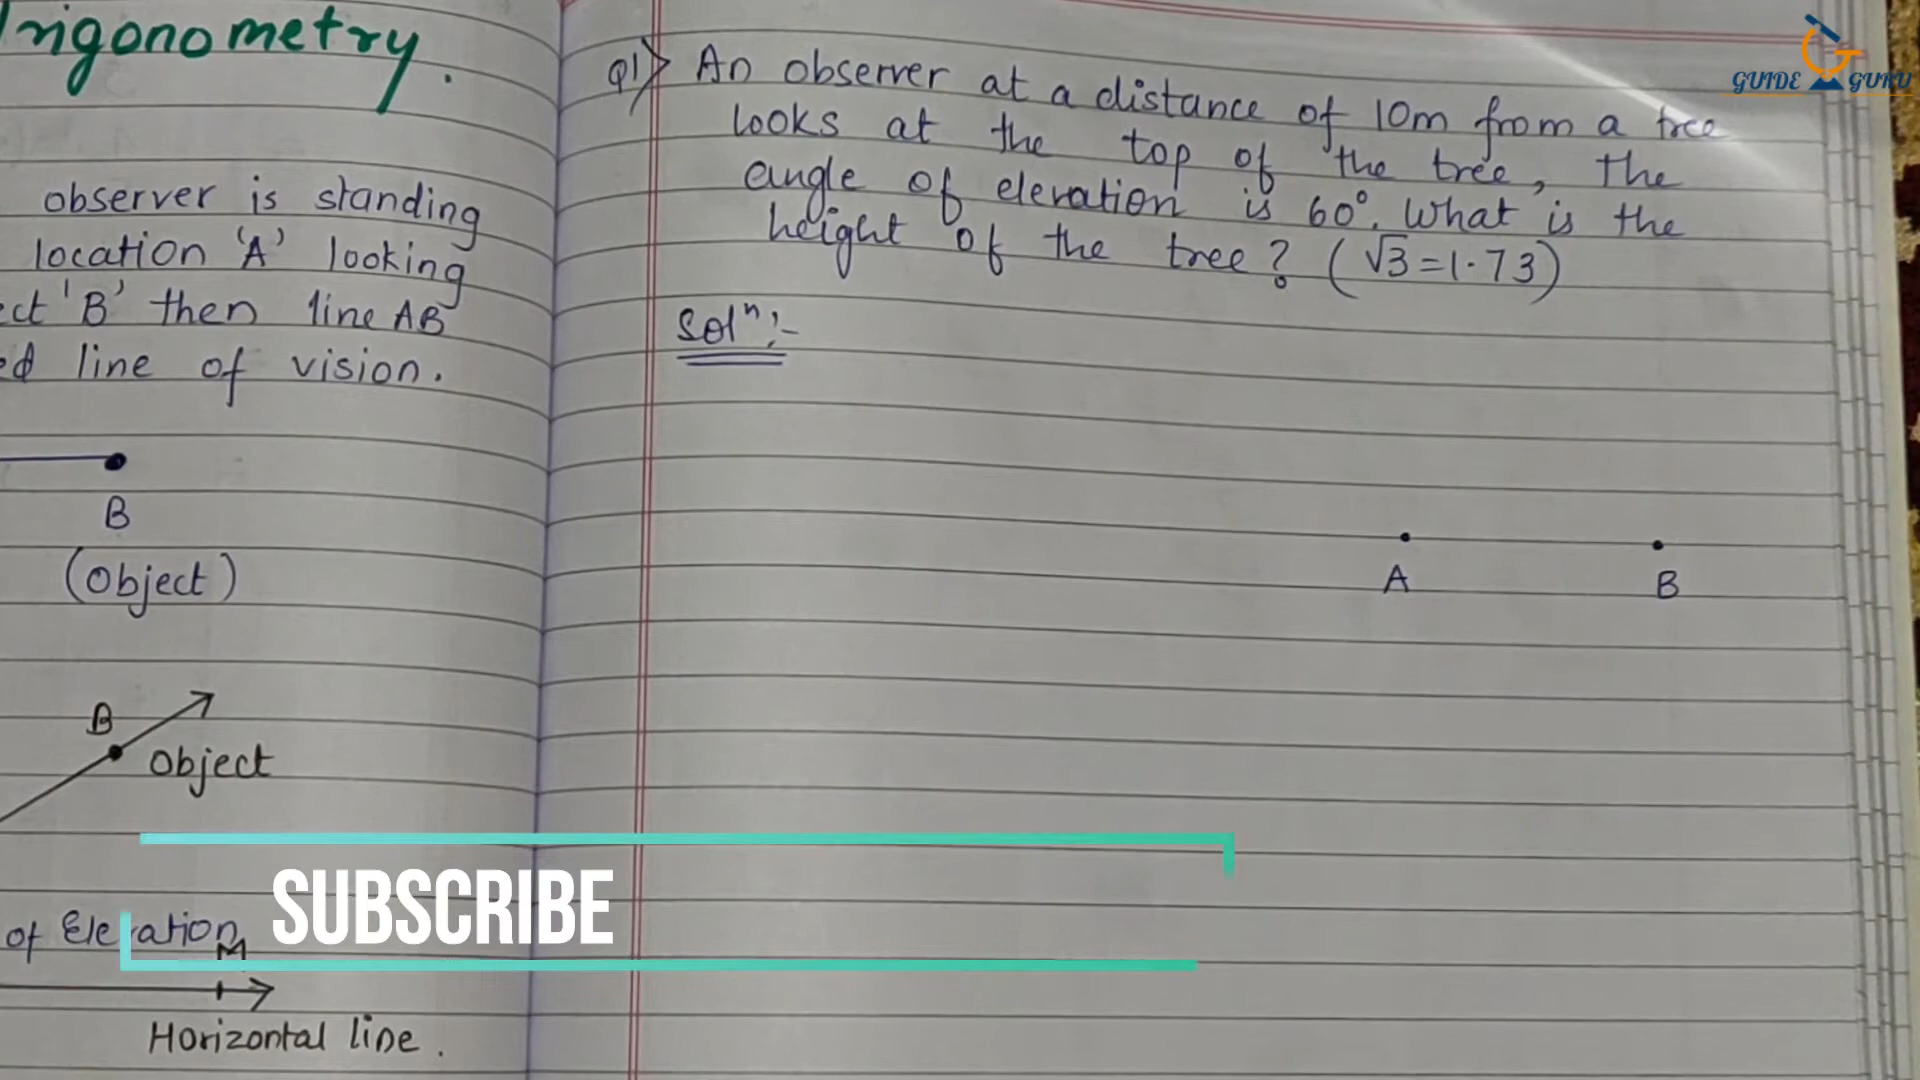 Trigonometry.
observer is standing
location 'A' looking
ect 'B' then line AB
ed line of vision.
B
(Object)
B
Object
of Elevation
M
Horizontal line.
Q1) An observer at a distance of 10m from a tree
looks at the top of the tree, the
angle of elevation is 60°. What is the
height of the tree? (√3=1.73)
Solⁿ:-
A B
GUIDE GURU
SUBSCRIBE